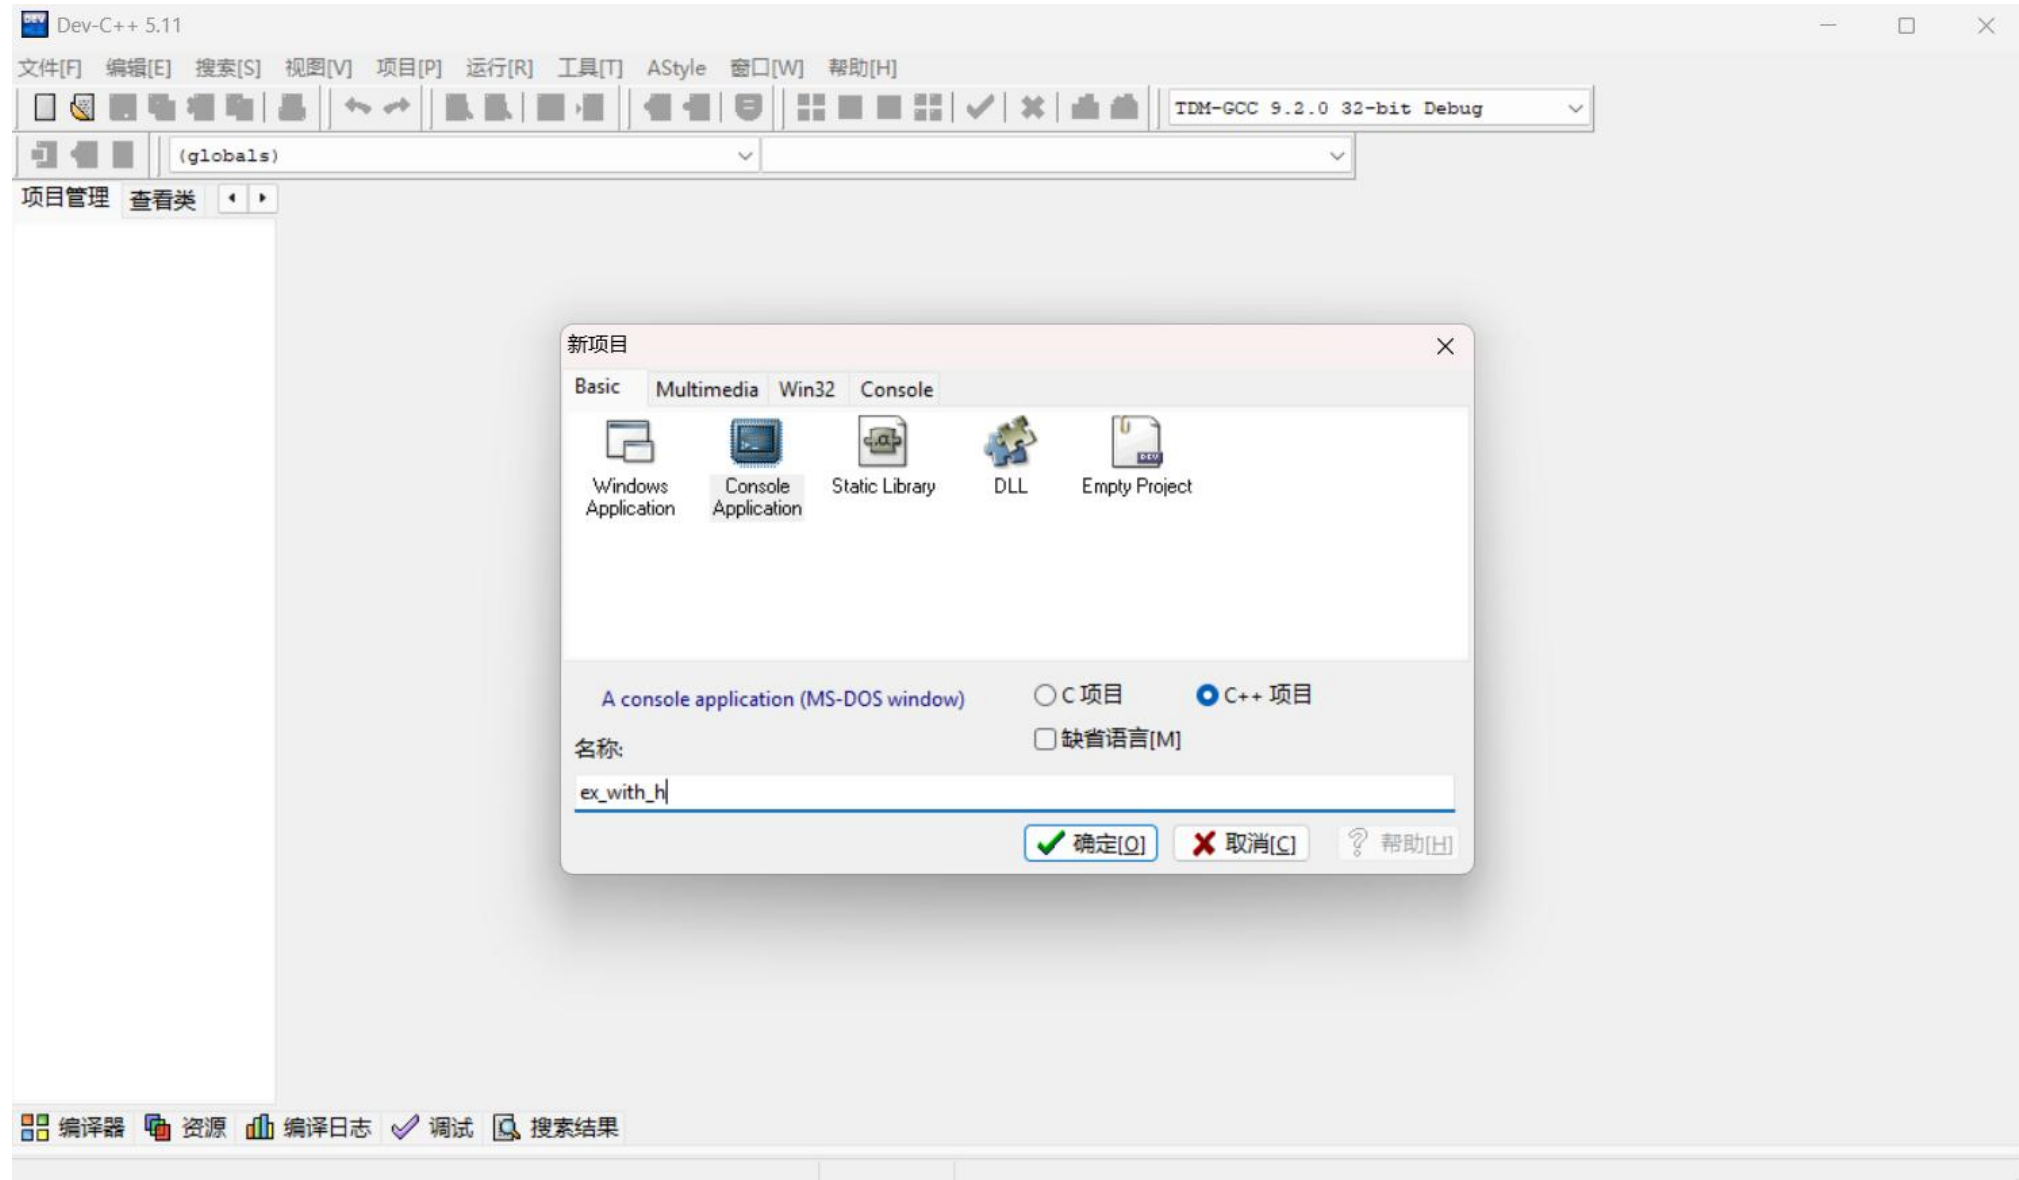 Dev-C++ 5.11
文件[F] 编辑[E] 搜索[S] 视图[V] 项目[P] 运行[R] 工具[T] AStyle 窗口[W] 帮助[H]
TDM-GCC 9.2.0 32-bit Debug
(globals)
项目管理 查看类
新项目
Basic Multimedia Win32 Console
Windows Application
Console Application
Static Library
DLL
Empty Project
A console application (MS-DOS window)
C 项目 C++ 项目
缺省语言[M]
名称:
ex_with_h
确定[O] 取消[C] 帮助[H]
编译器 资源 编译日志 调试 搜索结果